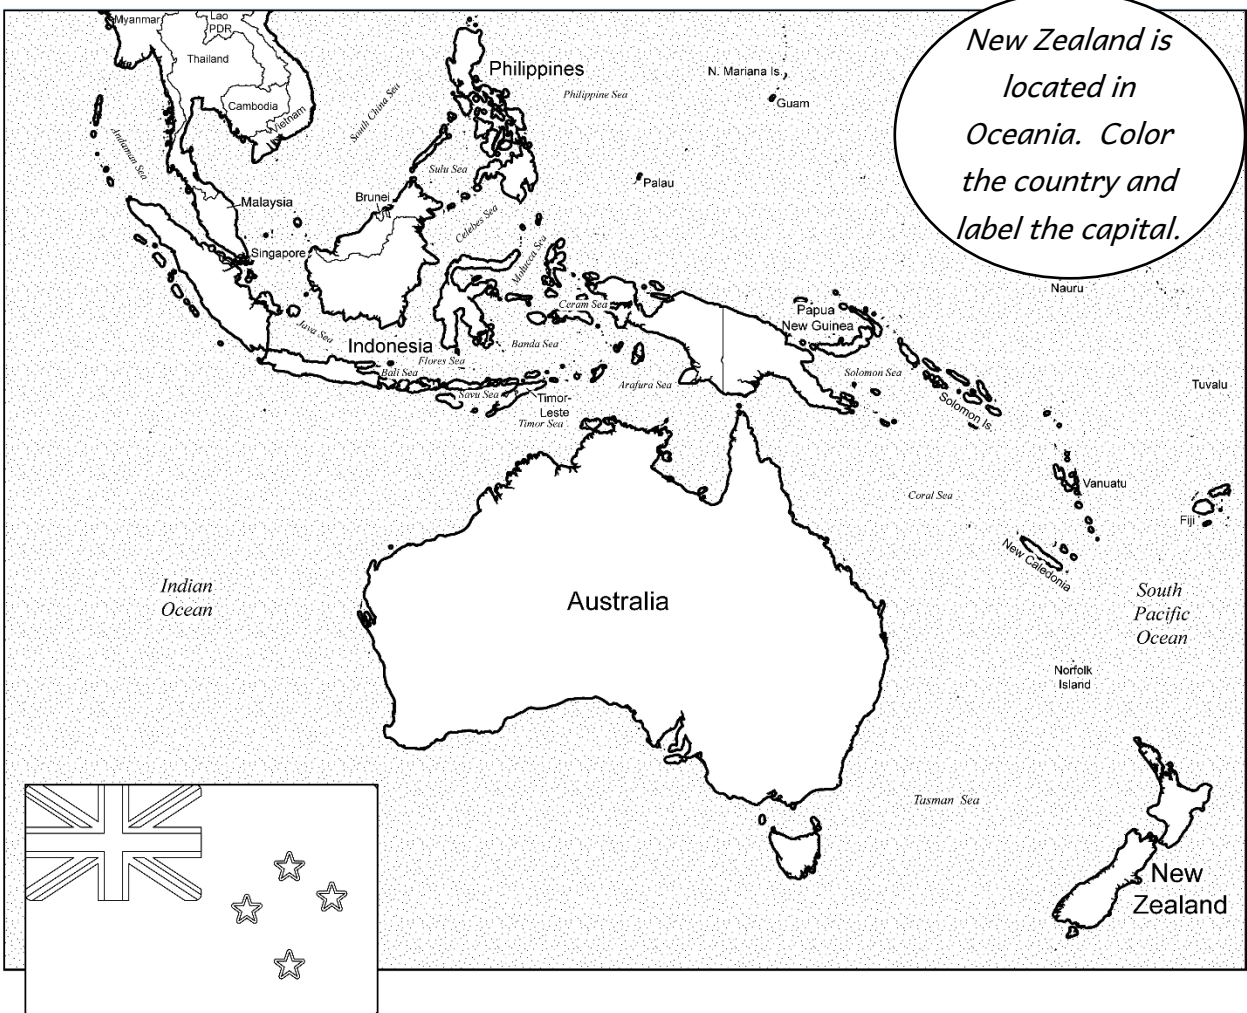 New Zealand is
located in
Oceania. Color
the country and
label the capital.
Myanmar
Lao
PDR
Thailand
Cambodia
Vietnam
Andaman Sea
South China Sea
Philippines
Philippine Sea
N. Mariana Is.
Guam
Palau
Sulu Sea
Brunei
Malaysia
Singapore
Celebes Sea
Molucca Sea
Ceram Sea
Java Sea
Indonesia
Flores Sea
Bali Sea
Savu Sea
Banda Sea
Timor-
Leste
Timor Sea
Arafura Sea
Papua
New Guinea
Solomon Sea
Solomon Is.
Nauru
Tuvalu
Coral Sea
Vanuatu
Fiji
New Caledonia
Indian
Ocean
Australia
South
Pacific
Ocean
Norfolk
Island
Tasman Sea
New
Zealand